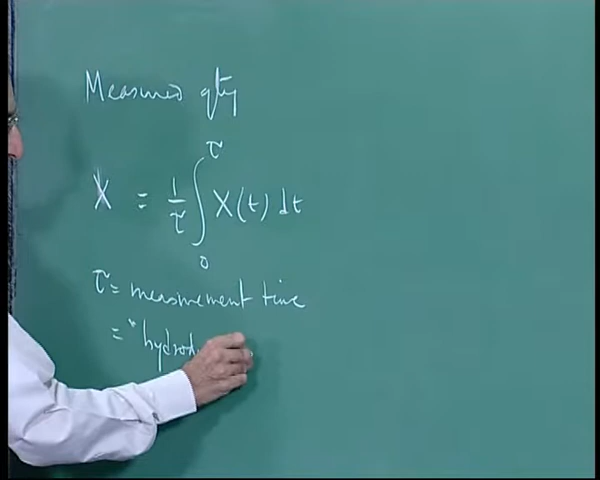 Measured qty
X = 1/τ ∫₀^τ X(t) dt
τ = measurement time
= "hydrod